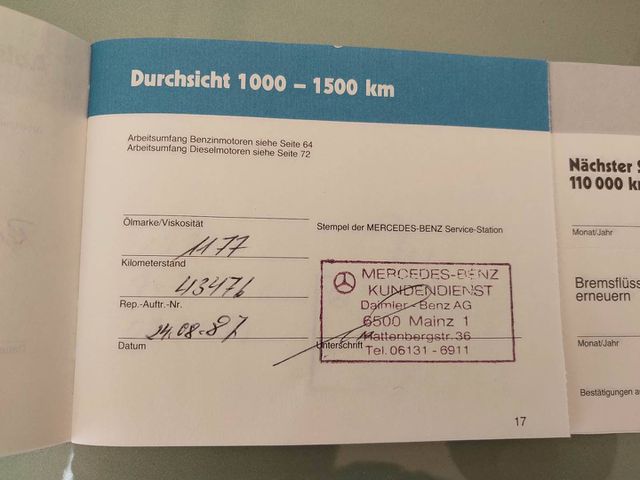 Durchsicht 1000 – 1500 km
Arbeitsumfang Benzinmotoren siehe Seite 64
Arbeitsumfang Dieselmotoren siehe Seite 72
Ölmarke/Viskosität
Stempel der MERCEDES-BENZ Service-Station
1177
Kilometerstand
43476
Rep.-Auftr.-Nr.
24.08.87
Datum
Unterschrift
MERCEDES-BENZ
KUNDENDIENST
Daimler - Benz AG
6500 Mainz 1
Mattenbergstr. 36
Tel. 06131 - 6911
17
Nächster
110 000
Monat/Jahr
Bremsflüss
erneuern
Monat/Jahr
Bestätigungen